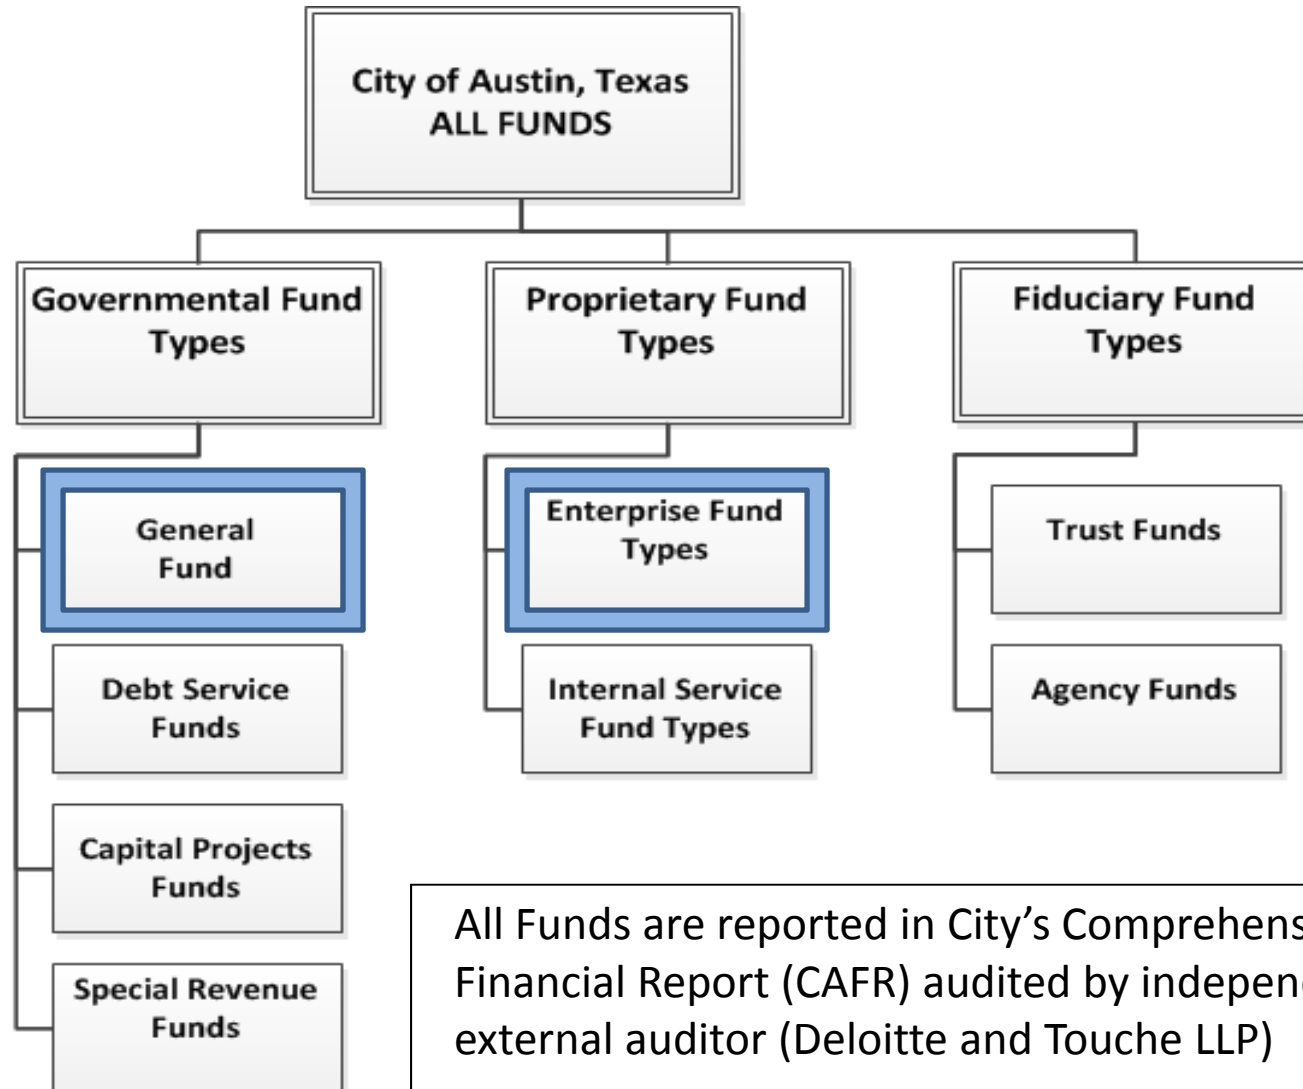 City of Austin, Texas
ALL FUNDS
Governmental Fund
Types
Proprietary Fund
Types
Fiduciary Fund
Types
General
Fund
Enterprise Fund
Types
Trust Funds
Debt Service
Funds
Internal Service
Fund Types
Agency Funds
Capital Projects
Funds
Special Revenue
Funds
All Funds are reported in City’s Comprehens
Financial Report (CAFR) audited by indepen
external auditor (Deloitte and Touche LLP)